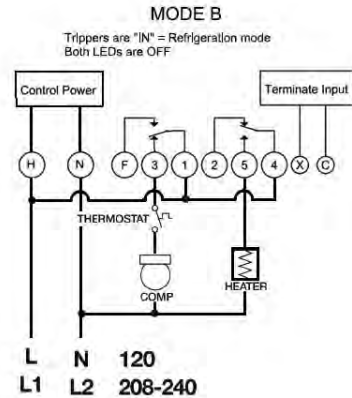 MODE B
Trippers are "IN" = Refrigeration mode
Both LEDs are OFF
Control Power
Terminate Input
H N F 3 1 2 5 4 X C
THERMOSTAT
COMP
HEATER
L N 120
L1 L2 208-240